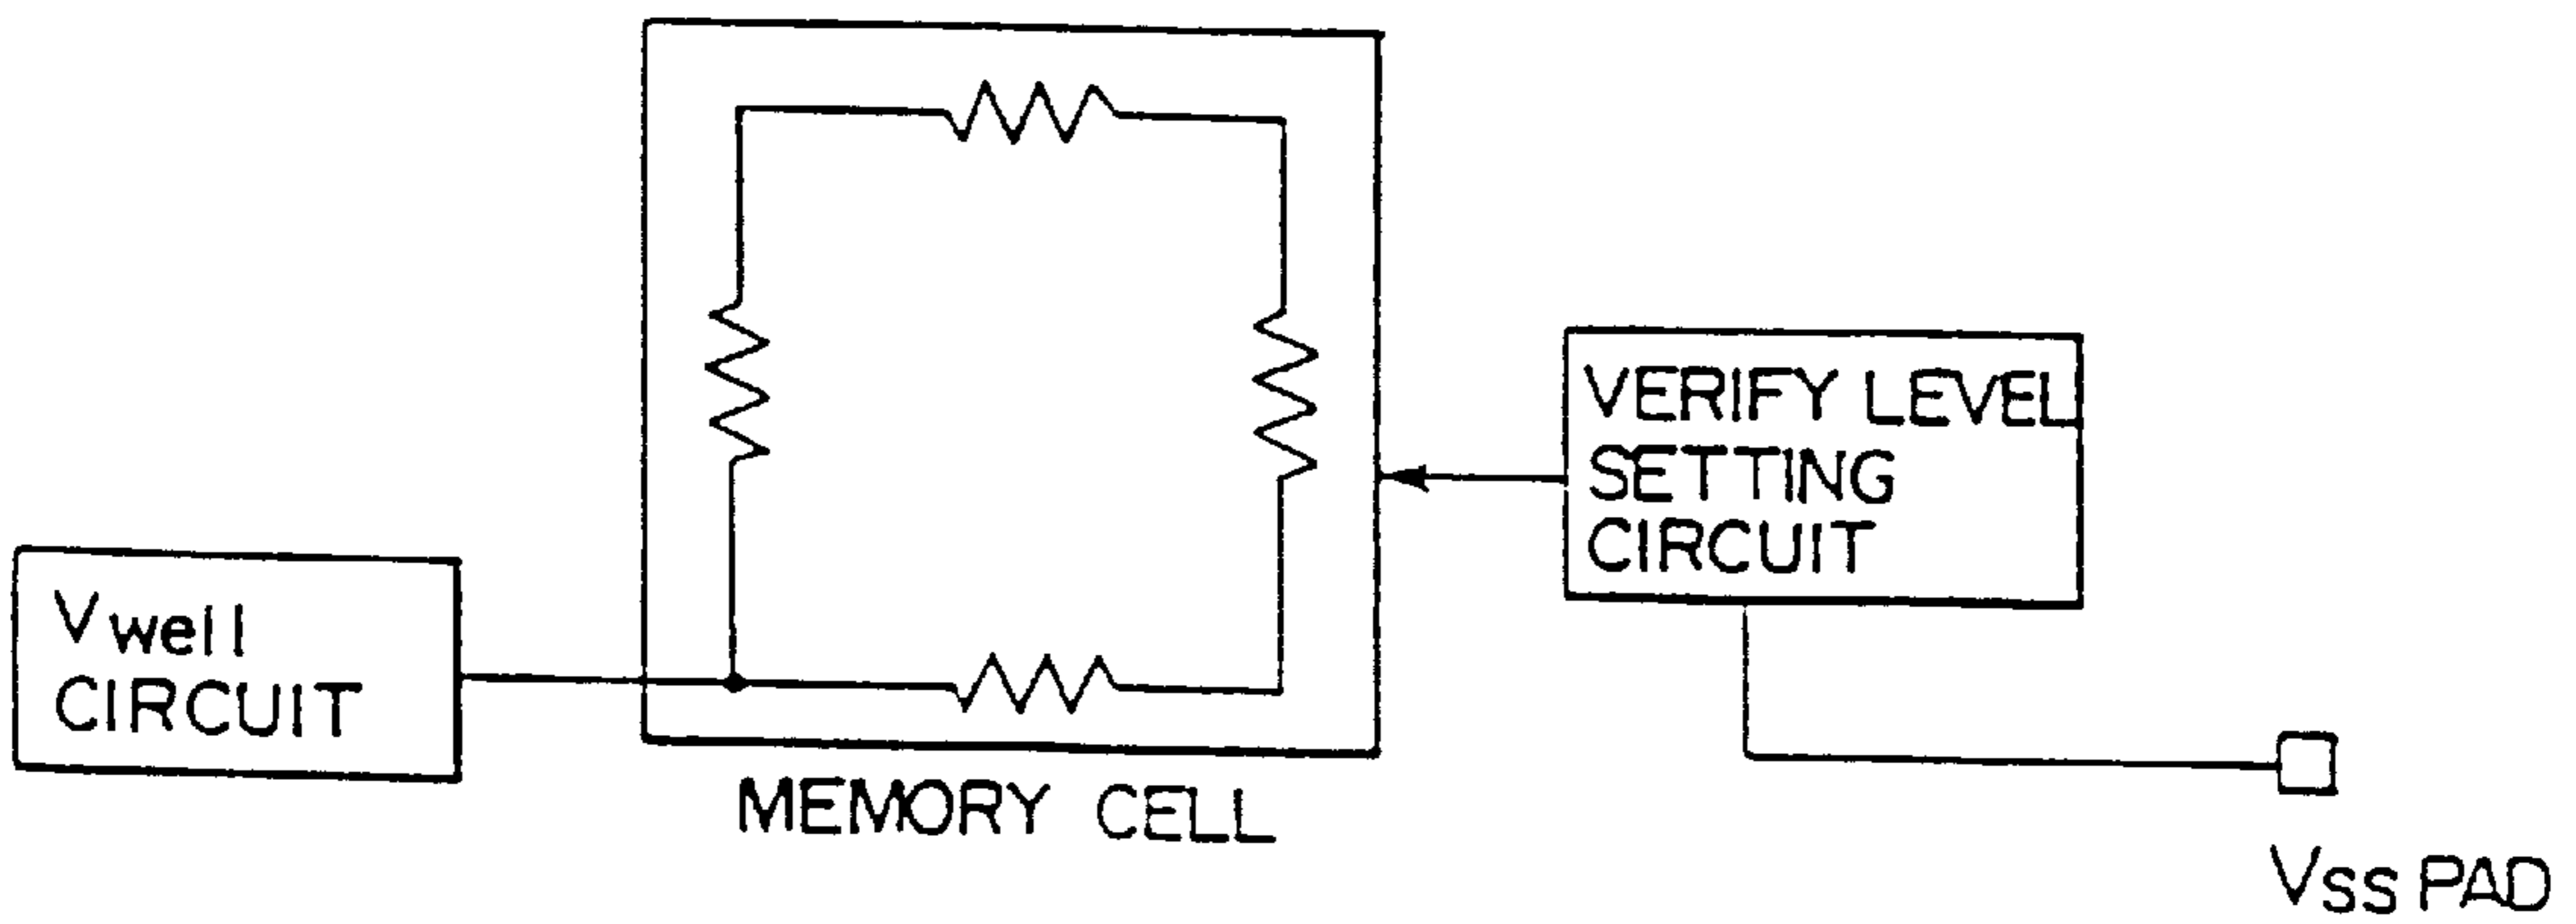 Vwell
CIRCUIT
MEMORY CELL
VERIFY LEVEL
SETTING
CIRCUIT
VSS PAD